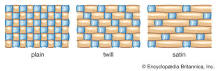 plain twill satin
© Encyclopædia Britannica, Inc.